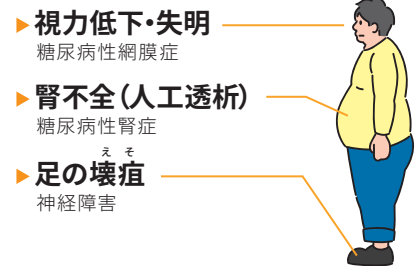 ▶視力低下・失明
糖尿病性網膜症
▶腎不全（人工透析）
糖尿病性腎症
えそ
▶足の壊疽
神経障害